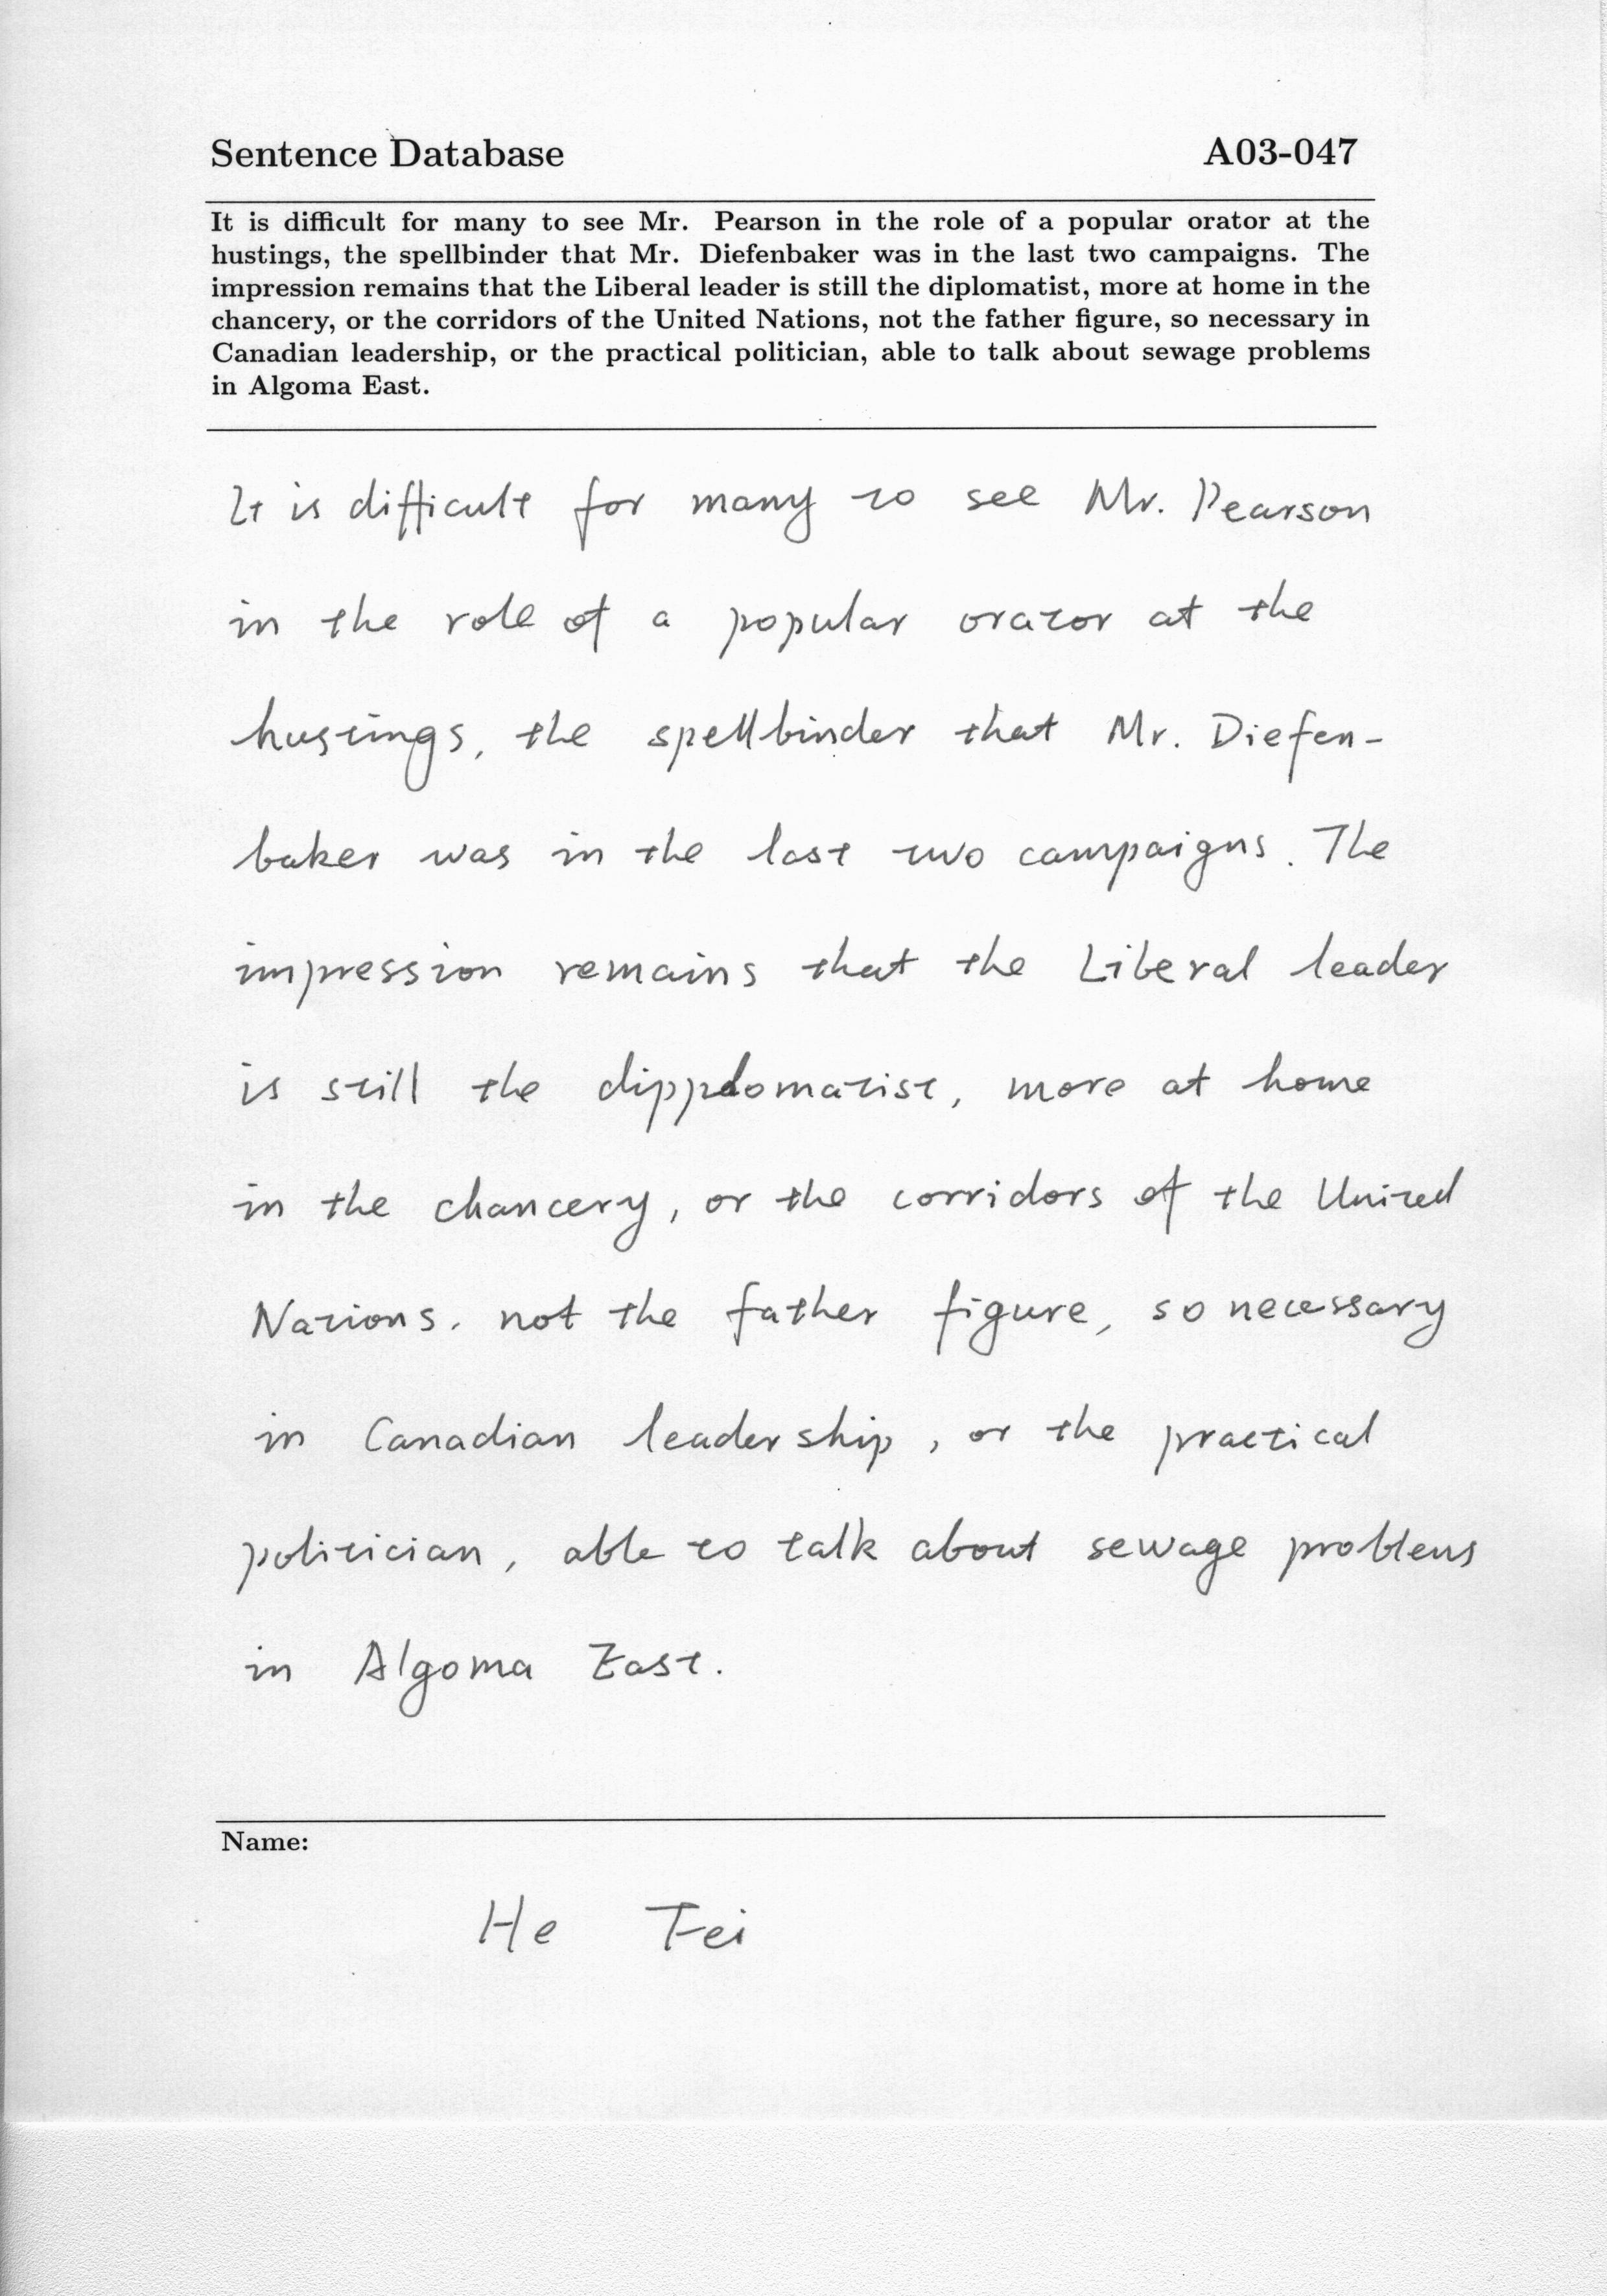 Sentence Database A03-047
It is difficult for many to see Mr. Pearson in the role of a popular orator at the
hustings, the spellbinder that Mr. Diefenbaker was in the last two campaigns. The
impression remains that the Liberal leader is still the diplomatist, more at home in the
chancery, or the corridors of the United Nations, not the father figure, so necessary in
Canadian leadership, or the practical politician, able to talk about sewage problems
in Algoma East.
It is difficult for many to see Mr. Pearson
in the role of a popular orator at the
hustings, the spellbinder that Mr. Diefen-
baker was in the last two campaigns. The
impression remains that the Liberal leader
is still the dipplomatist, more at home
in the chancery, or the corridors of the United
Nations. not the father figure, so necessary
in Canadian leadership, or the practical
politician, able to talk about sewage problems
in Algoma East.
Name:
He Fei